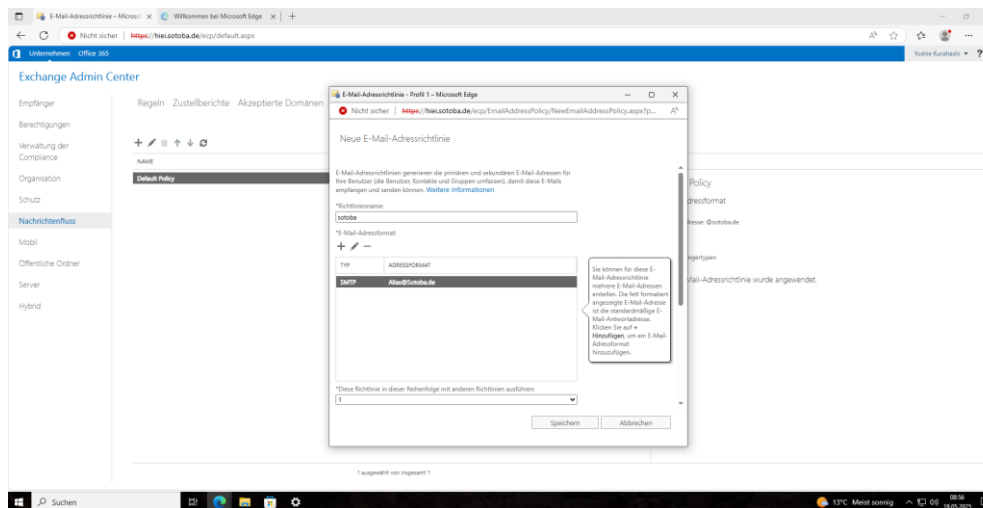 E-Mail-Adressrichtlinie – Microsof
Willkommen bei Microsoft Edge
Nicht sicher
https://hiei.sotoba.de/ecp/default.aspx
Unternehmen Office 365
Yoshie Kurahashi
?
Exchange Admin Center
Empfänger
Berechtigungen
Verwaltung der
Compliance
Organisation
Schutz
Nachrichtenfluss
Mobil
Öffentliche Ordner
Server
Hybrid
Regeln Zustellberichte Akzeptierte Domänen
NAME
Default Policy
E-Mail-Adressrichtlinie - Profil 1 – Microsoft Edge
Nicht sicher
https://hiei.sotoba.de/ecp/EmailAddressPolicy/NewEmailAddressPolicy.aspx?p...
Neue E-Mail-Adressrichtlinie
E-Mail-Adressrichtlinien generieren die primären und sekundären E-Mail-Adressen für
Ihre Benutzer (die Benutzer, Kontakte und Gruppen umfassen), damit diese E-Mails
empfangen und senden können. Weitere Informationen
*Richtlinienname:
sotoba
*E-Mail-Adressformat:
TYP ADRESSFORMAT
SMTP Alias@Sotoba.de
Sie können für diese E-
Mail-Adressrichtlinie
mehrere E-Mail-Adressen
erstellen. Die fett formatiert
angezeigte E-Mail-Adresse
ist die standardmäßige E-
Mail-Antwortadresse.
Klicken Sie auf +
Hinzufügen, um ein E-Mail-
Adressformat
hinzuzufügen.
*Diese Richtlinie in dieser Reihenfolge mit anderen Richtlinien ausführen:
1
Speichern
Abbrechen
Policy
dressformat
resse: @sotoba.de
ngertypen
Mail-Adressrichtlinie wurde angewendet.
1 ausgewählt von insgesamt 1
Suchen
13°C Meist sonnig
08:56
19.05.2025